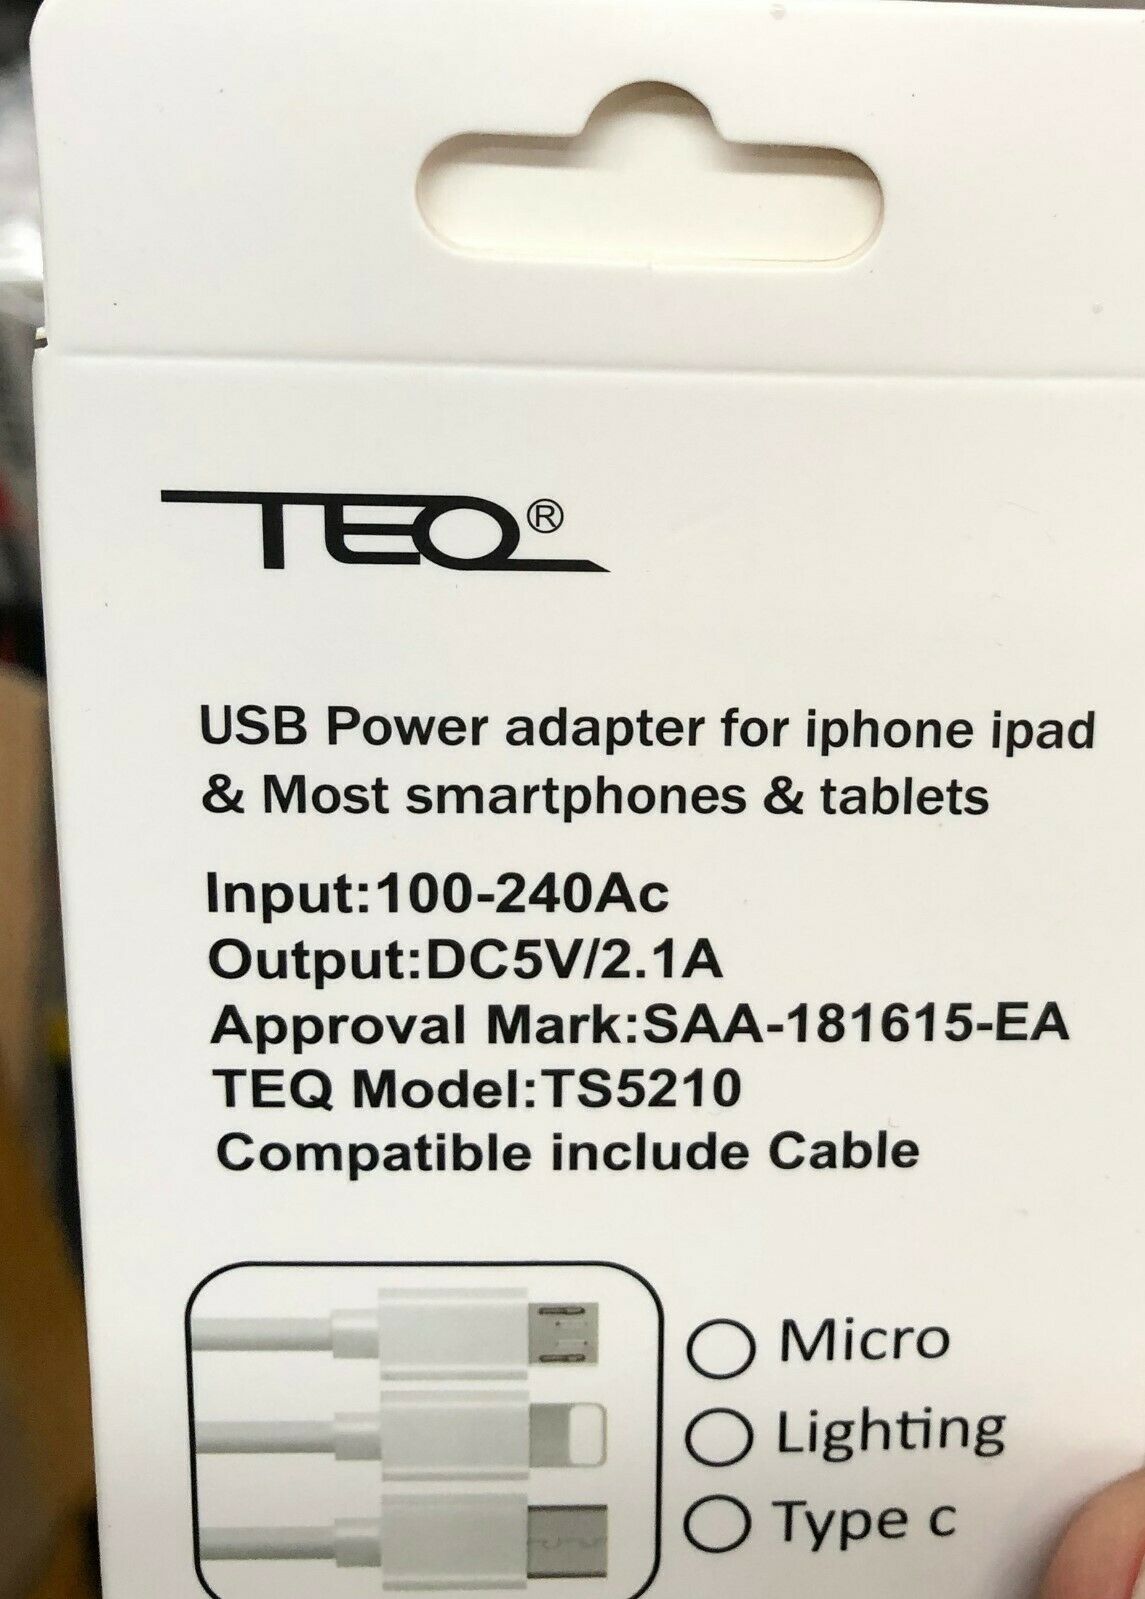 TEQ®
USB Power adapter for iphone ipad
& Most smartphones & tablets
Input:100-240Ac
Output:DC5V/2.1A
Approval Mark:SAA-181615-EA
TEQ Model:TS5210
Compatible include Cable
Micro
Lighting
Type c